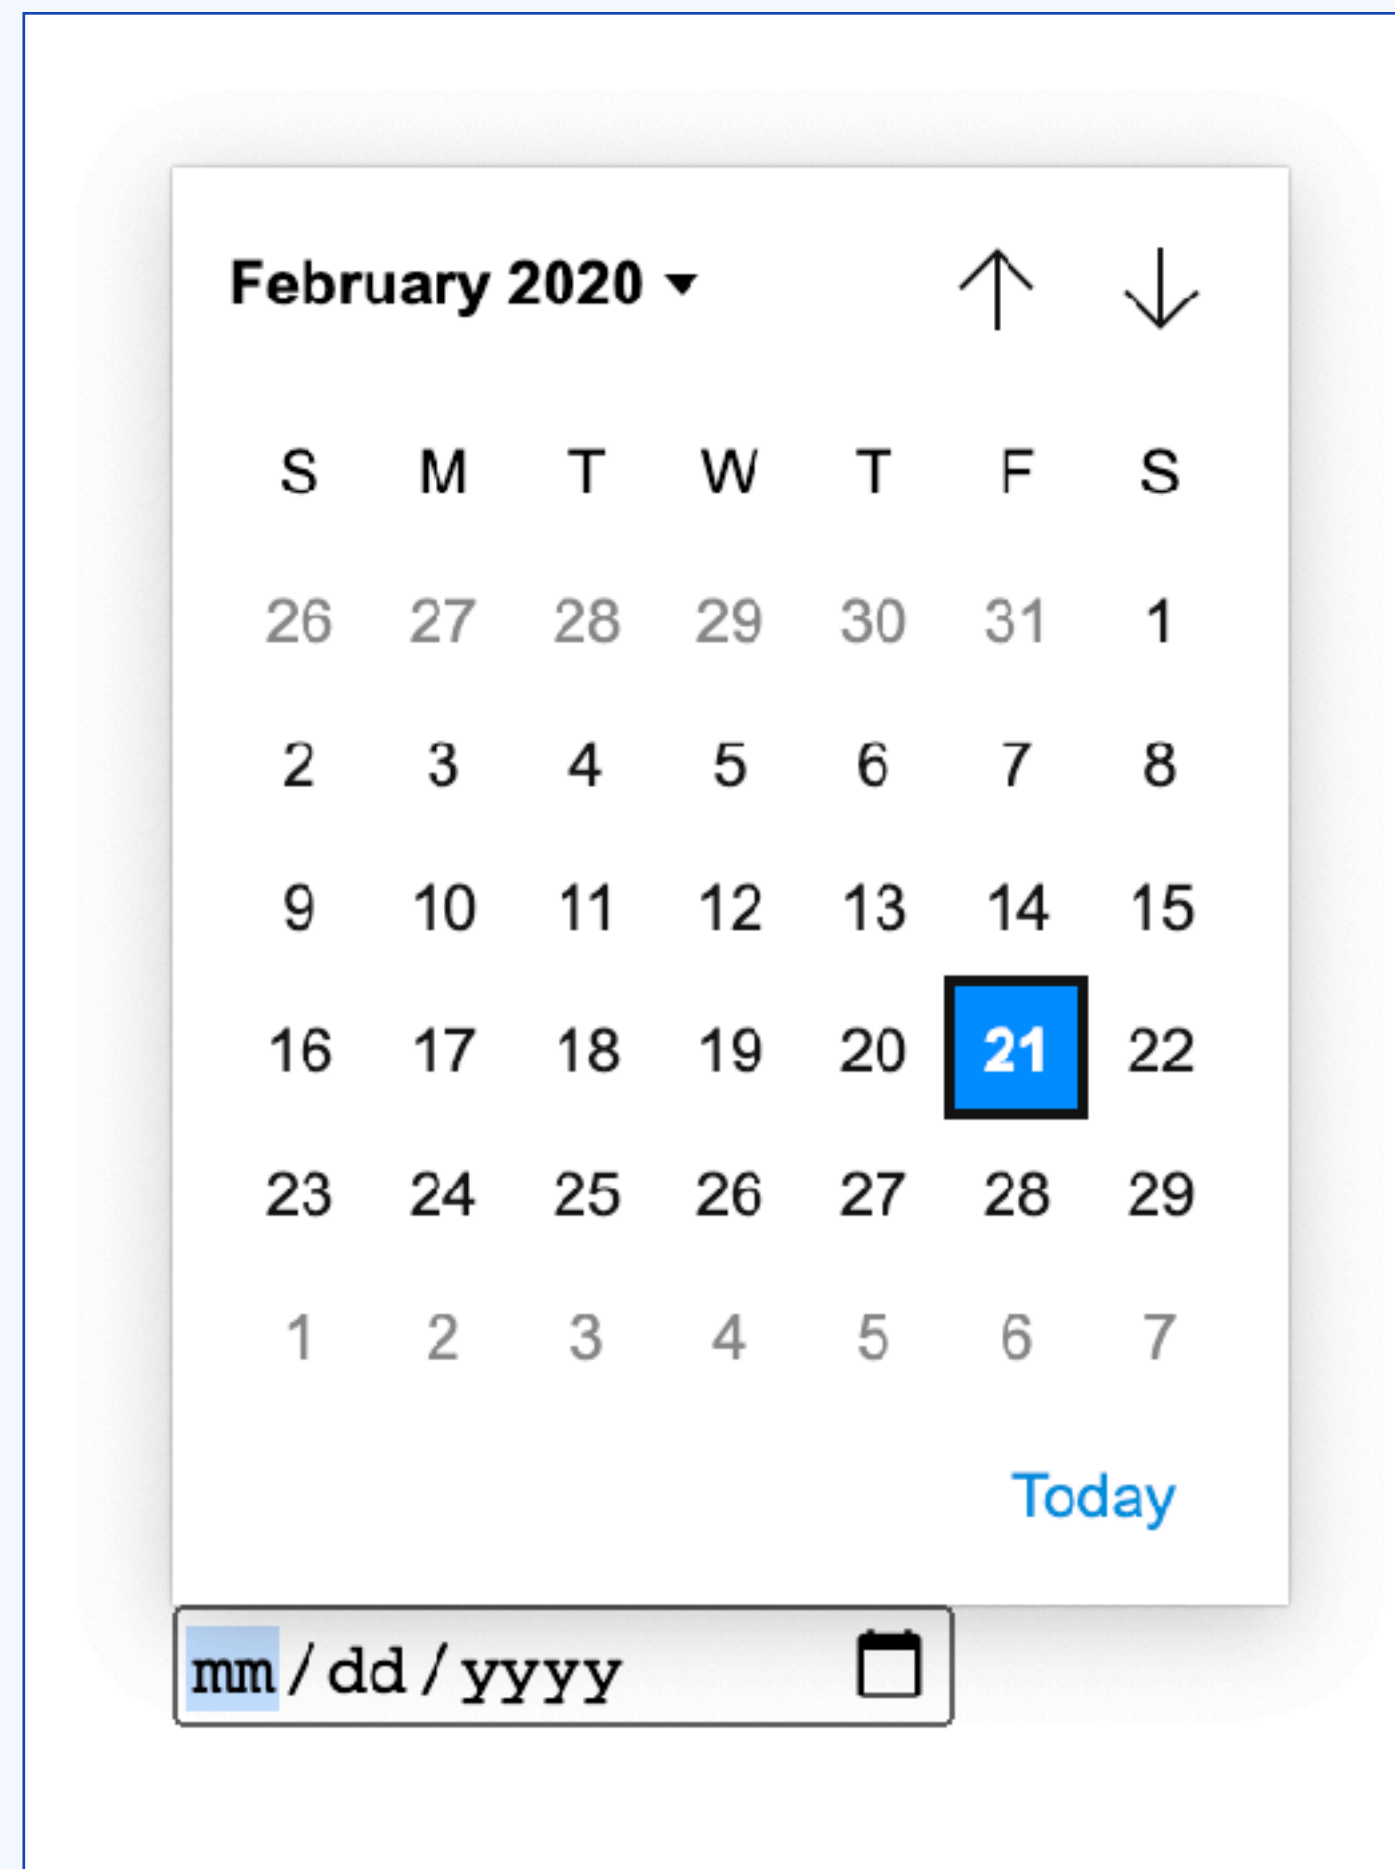 February 2020
S M T W T F S
26 27 28 29 30 31 1
2 3 4 5 6 7 8
9 10 11 12 13 14 15
16 17 18 19 20 21 22
23 24 25 26 27 28 29
1 2 3 4 5 6 7
Today
mm/dd/yyyy